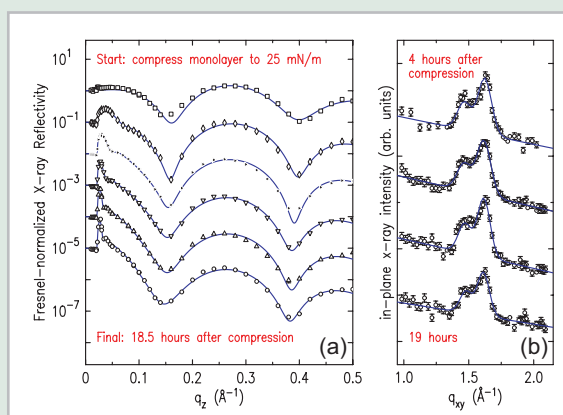 Fresnel-normalized X-ray Reflectivity
10¹
10⁻¹
10⁻³
10⁻⁵
10⁻⁷
Start: compress monolayer to 25 mN/m
Final: 18.5 hours after compression
(a)
0
0.1
0.2
0.3
0.4
0.5
q_z (Å⁻¹)
in-plane x-ray intensity (arb. units)
4 hours after
compression
19 hours
(b)
1.0
1.5
2.0
q_xy (Å⁻¹)